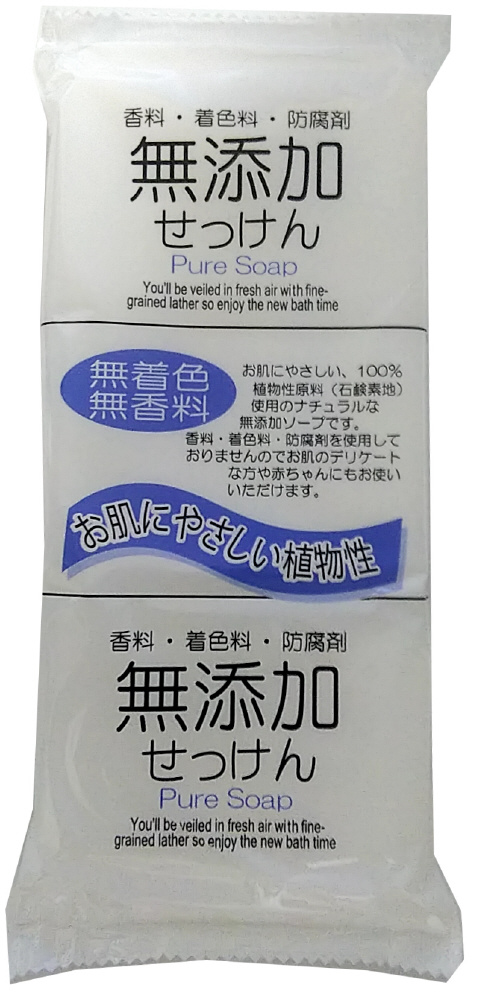 香料・着色料・防腐剤
無添加
せっけん
Pure Soap
You'll be veiled in fresh air with fine-
grained lather so enjoy the new bath time
無着色
無香料
お肌にやさしい、100%
植物性原料（石鹸素地）
使用のナチュラルな
無添加ソープです。
香料・着色料・防腐剤を使用して
おりませんのでお肌のデリケート
な方や赤ちゃんにもお使い
いただけます。
お肌にやさしい植物性
香料・着色料・防腐剤
無添加
せっけん
Pure Soap
You'll be veiled in fresh air with fine-
grained lather so enjoy the new bath time